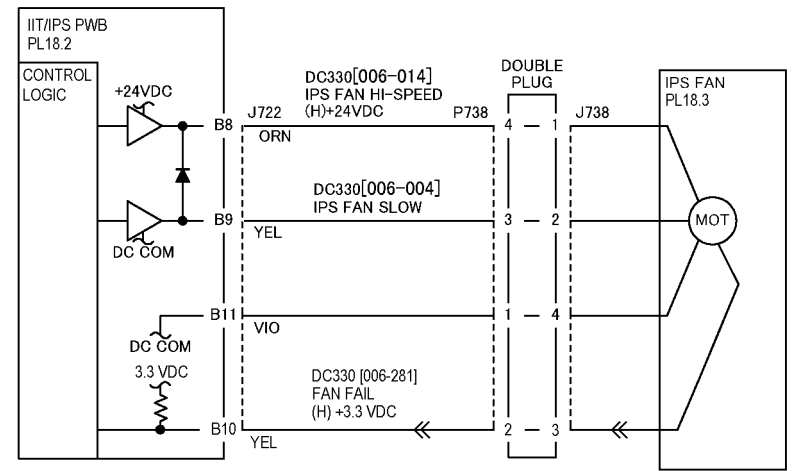 IIT/IPS PWB
PL18.2
CONTROL
LOGIC
+24VDC
DC330[006-014]
IPS FAN HI-SPEED
(H)+24VDC
DOUBLE
PLUG
IPS FAN
PL18.3
B8
J722
P738
4 - 1
J738
ORN
DC330[006-004]
IPS FAN SLOW
B9
3 - 2
MOT
YEL
DC COM
B11
1 - 4
VIO
DC COM
3.3 VDC
DC330 [006-281]
FAN FAIL
(H) +3.3 VDC
B10
2 - 3
YEL